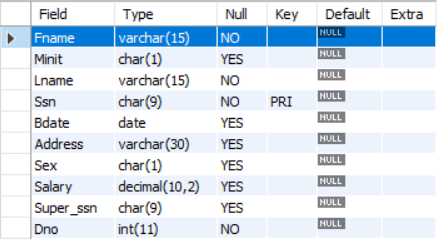 Field Type Null Key Default Extra
Fname varchar(15) NO NULL
Minit char(1) YES NULL
Lname varchar(15) NO NULL
Ssn char(9) NO PRI NULL
Bdate date YES NULL
Address varchar(30) YES NULL
Sex char(1) YES NULL
Salary decimal(10,2) YES NULL
Super_ssn char(9) YES NULL
Dno int(11) NO NULL